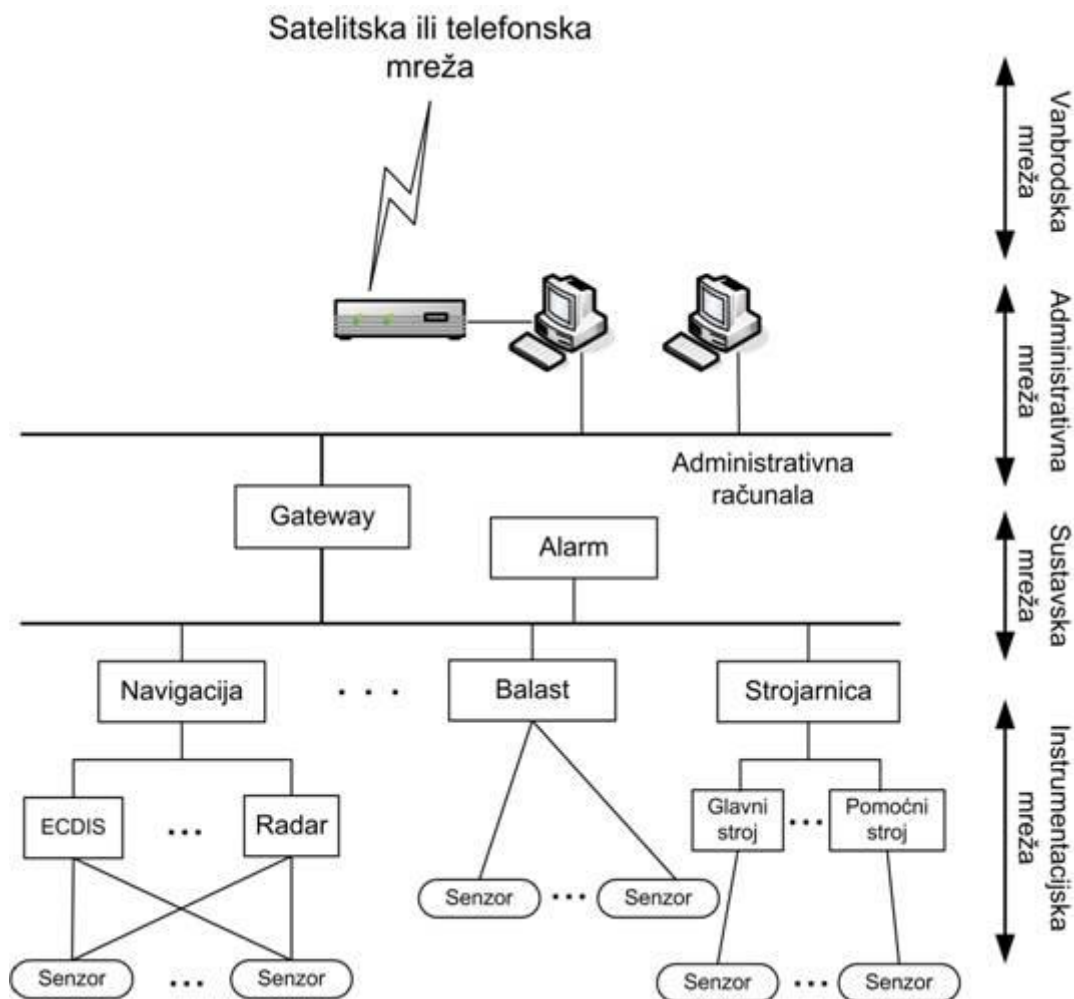 Satelitska ili telefonska
mreža
Vanbrodska
mreža
Administrativna
mreža
Administrativna
računala
Gateway
Alarm
Sustavska
mreža
Navigacija
. . .
Balast
Strojarnica
Instrumentacijska
mreža
ECDIS
...
Radar
Glavni
stroj
...
Pomoćni
stroj
Senzor
...
Senzor
Senzor
...
Senzor
Senzor
...
Senzor